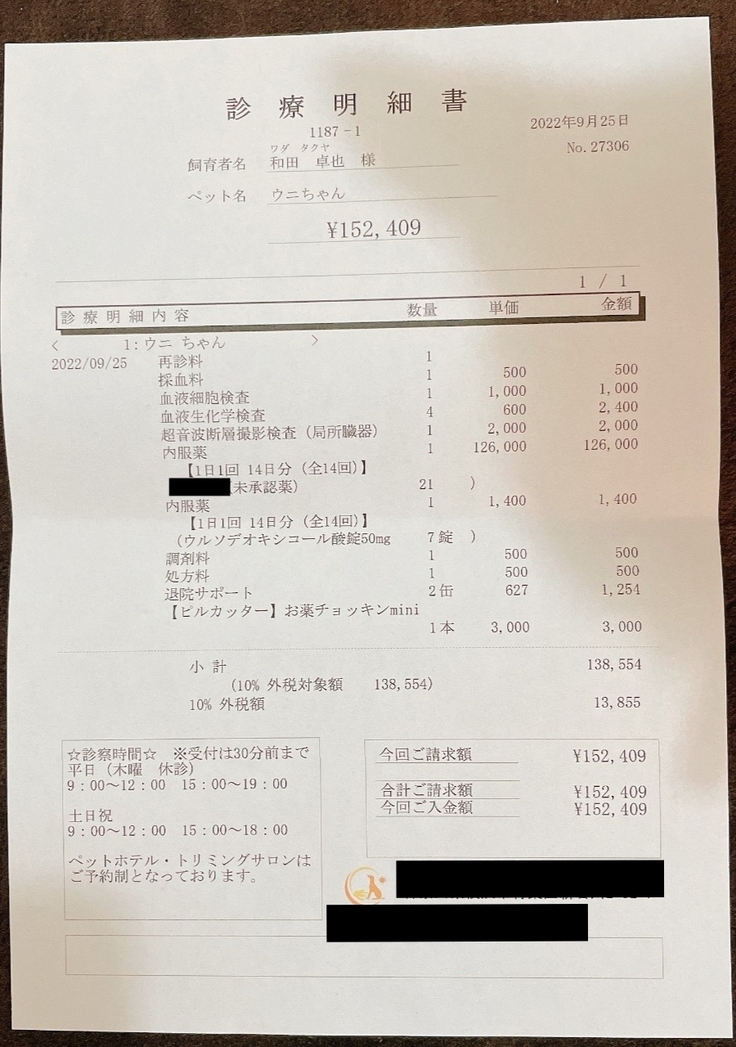 診療明細書
1187-1
2022年9月25日
No.27306
ワダ タクヤ
飼育者名 和田 卓也 様
ペット名 ウニちゃん
¥152,409
1 / 1
診療明細内容 数量 単価 金額
< 1:ウニ ちゃん >
2022/09/25 再診料 1 500 500
採血料 1 1,000 1,000
血液細胞検査 1 600 2,400
血液生化学検査 4 2,000 2,000
超音波断層撮影検査（局所臓器） 1 126,000 126,000
内服薬 1
【1日1回 14日分（全14回）】
未承認薬） 21 )
内服薬 1 1,400 1,400
【1日1回 14日分（全14回）】
（ウルソデオキシコール酸錠50mg 7錠 )
調剤料 1 500 500
処方料 1 500 500
退院サポート 2缶 627 1,254
【ピルカッター】お薬チョッキンmini
1本 3,000 3,000
小計 138,554
(10% 外税対象額 138,554)
10% 外税額 13,855
☆診察時間☆ ※受付は30分前まで
平日（木曜 休診）
9：00～12：00 15：00～19：00
土日祝
9：00～12：00 15：00～18：00
ペットホテル・トリミングサロンは
ご予約制となっております。
今回ご請求額 ¥152,409
合計ご請求額 ¥152,409
今回ご入金額 ¥152,409